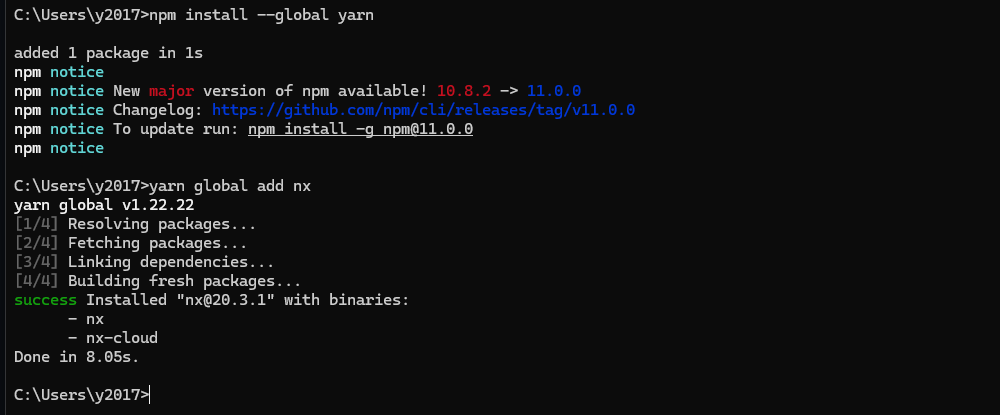 C:\Users\y2017>npm install --global yarn
added 1 package in 1s
npm notice
npm notice New major version of npm available! 10.8.2 -> 11.0.0
npm notice Changelog: https://github.com/npm/cli/releases/tag/v11.0.0
npm notice To update run: npm install -g npm@11.0.0
npm notice
C:\Users\y2017>yarn global add nx
yarn global v1.22.22
[1/4] Resolving packages...
[2/4] Fetching packages...
[3/4] Linking dependencies...
[4/4] Building fresh packages...
success Installed "nx@20.3.1" with binaries:
- nx
- nx-cloud
Done in 8.05s.
C:\Users\y2017>